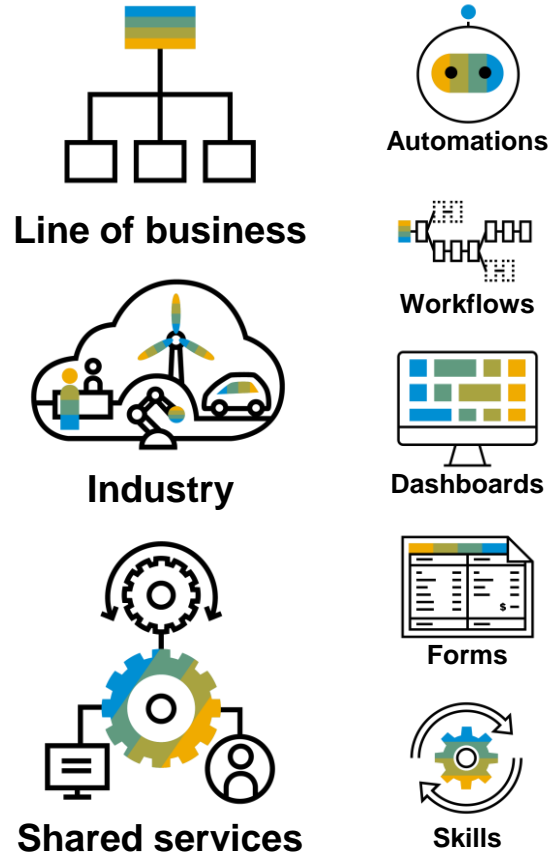 Line of business
Industry
Shared services
Automations
Workflows
Dashboards
$
Forms
Skills